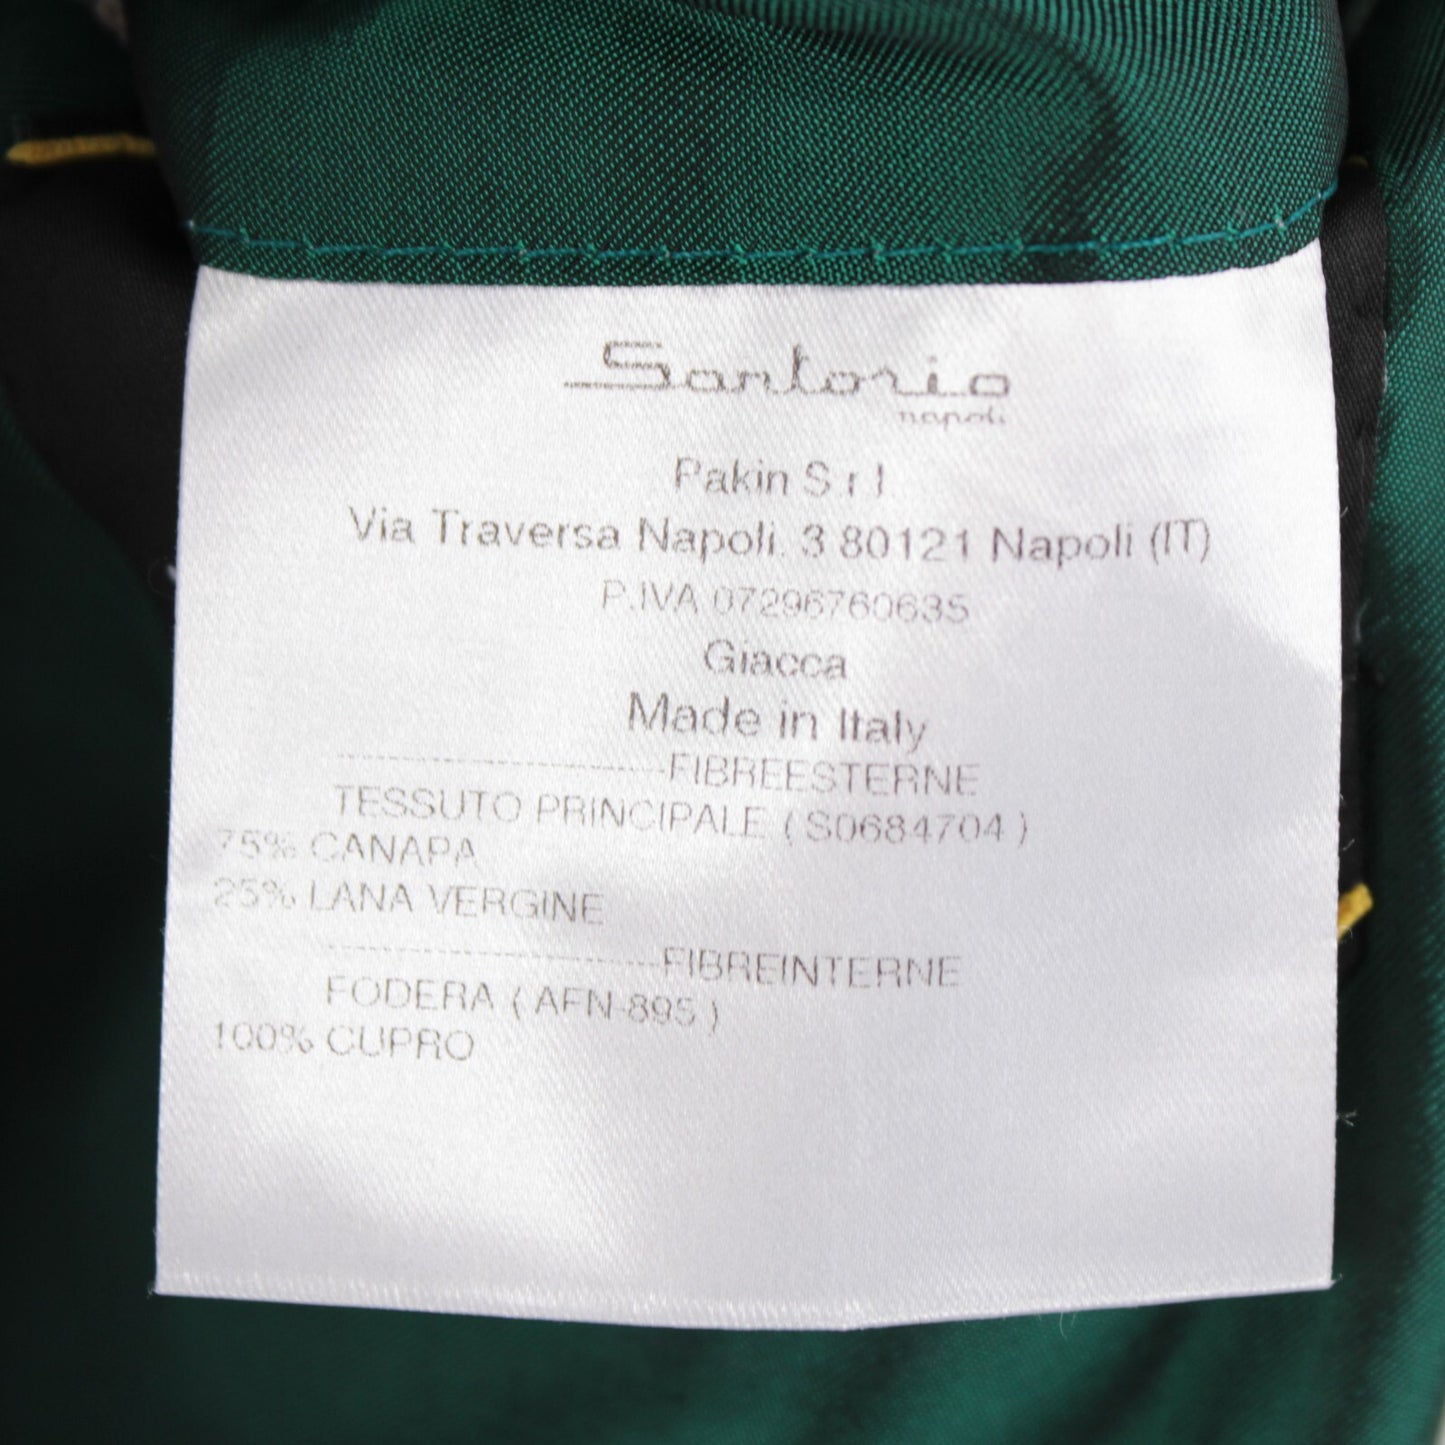 Sartorio
napoli
Pakin S r l
Via Traversa Napoli. 3 80121 Napoli (IT)
P.IVA 07296760635
Giacca
Made in Italy
------------------------------FIBREESTERNE
TESSUTO PRINCIPALE ( S0684704 )
75% CANAPA
25% LANA VERGINE
------------------------------FIBREINTERNE
FODERA ( AFN-895 )
100% CUPRO